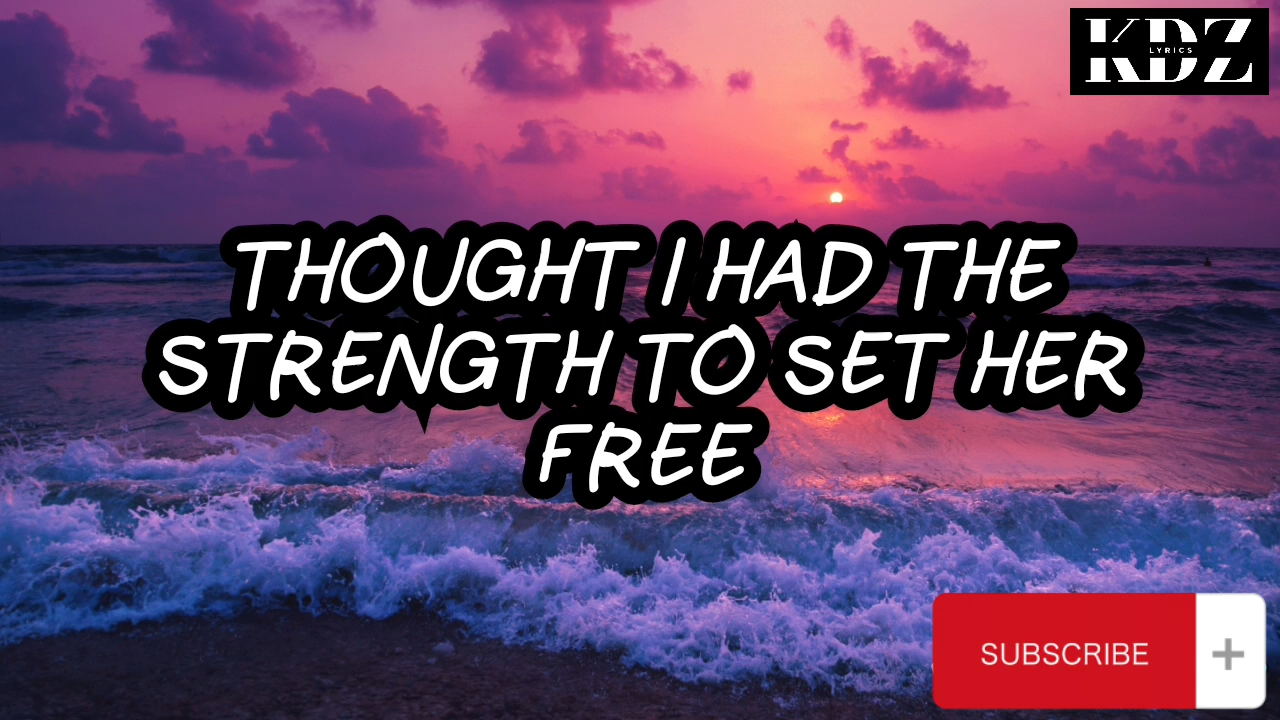 KDZ
LYRICS
THOUGHT I HAD THE
STRENGTH TO SET HER
FREE
SUBSCRIBE
+